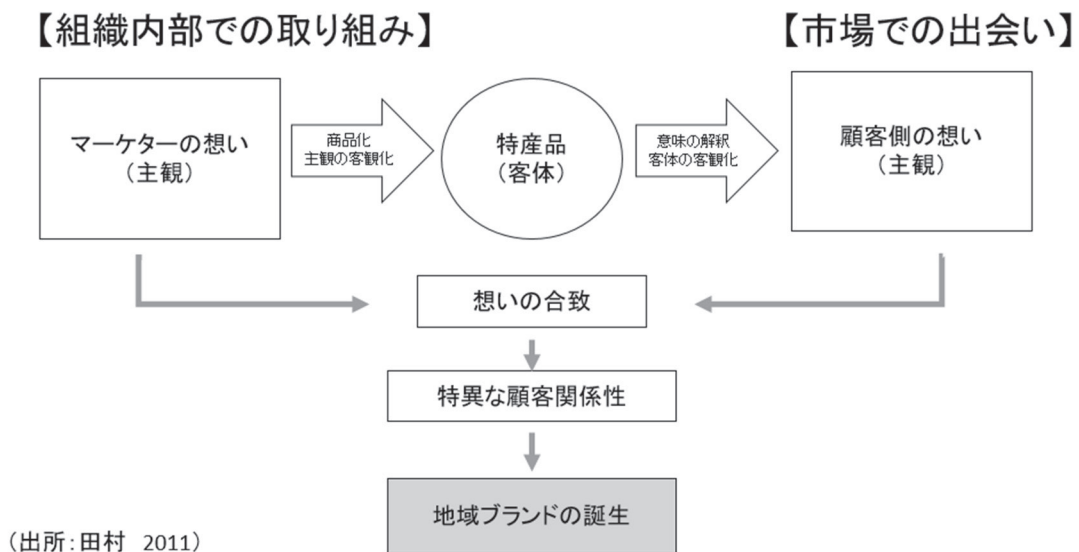 【組織内部での取り組み】
【市場での出会い】
マーケターの想い
（主観）
商品化
主観の客観化
特産品
（客体）
意味の解釈
客体の客観化
顧客側の想い
（主観）
想いの合致
特異な顧客関係性
地域ブランドの誕生
（出所：田村　2011）